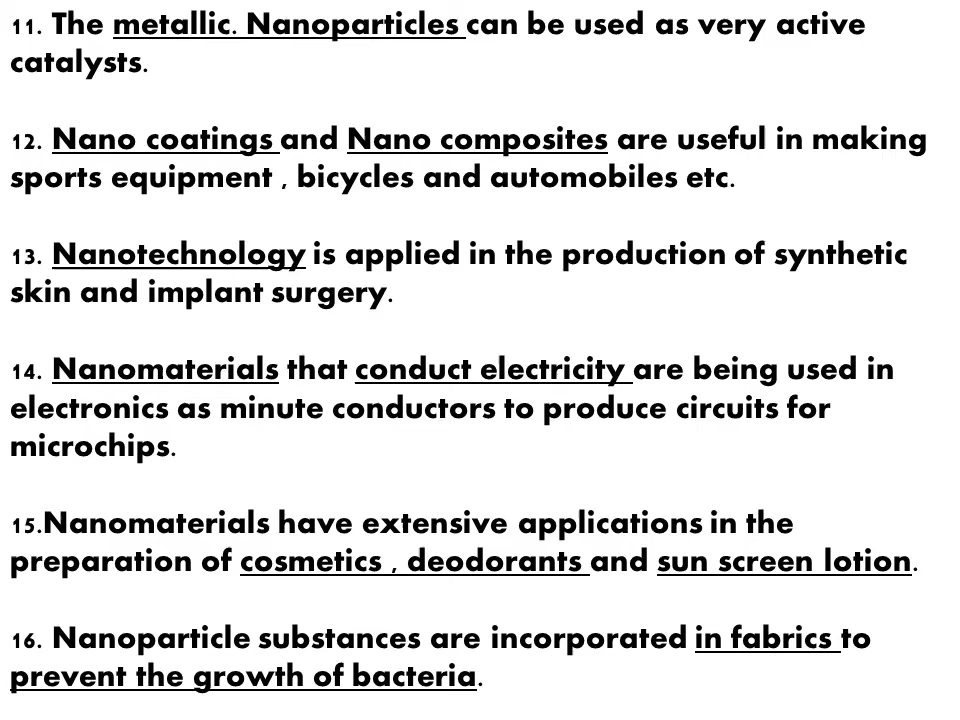 11. The metallic. Nanoparticles can be used as very active
catalysts.
12. Nano coatings and Nano composites are useful in making
sports equipment , bicycles and automobiles etc.
13. Nanotechnology is applied in the production of synthetic
skin and implant surgery.
14. Nanomaterials that conduct electricity are being used in
electronics as minute conductors to produce circuits for
microchips.
15.Nanomaterials have extensive applications in the
preparation of cosmetics , deodorants and sun screen lotion.
16. Nanoparticle substances are incorporated in fabrics to
prevent the growth of bacteria.